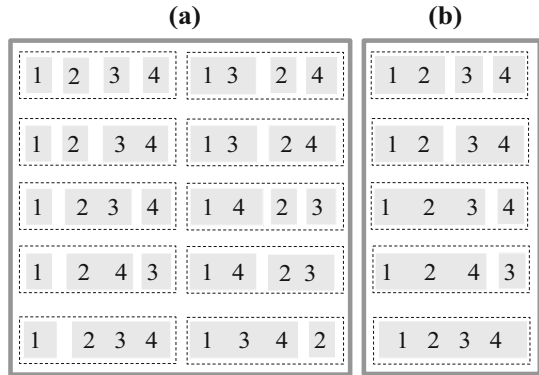 (a) (b)
1 2 3 4 1 3 2 4 1 2 3 4
1 2 3 4 1 3 2 4 1 2 3 4
1 2 3 4 1 4 2 3 1 2 3 4
1 2 4 3 1 4 2 3 1 2 4 3
1 2 3 4 1 3 4 2 1 2 3 4